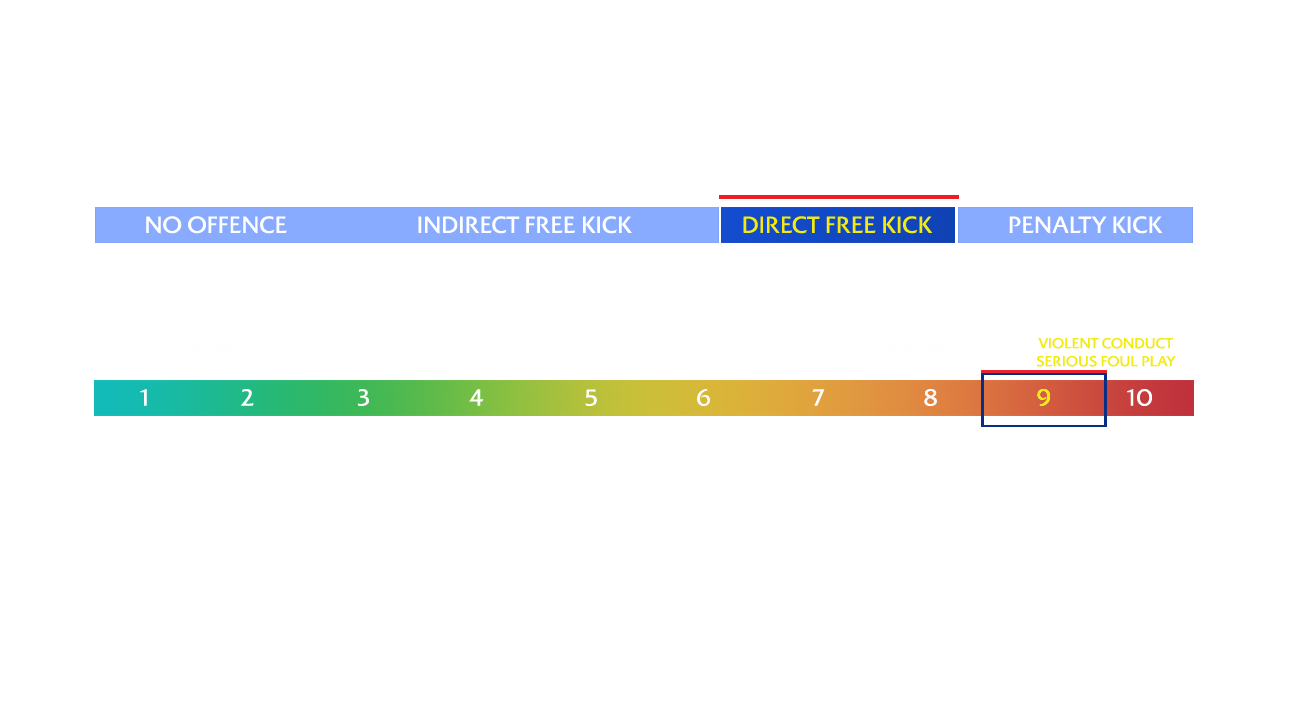 NO OFFENCE INDIRECT FREE KICK DIRECT FREE KICK PENALTY KICK
VIOLENT CONDUCT
SERIOUS FOUL PLAY
1 2 3 4 5 6 7 8 9 10